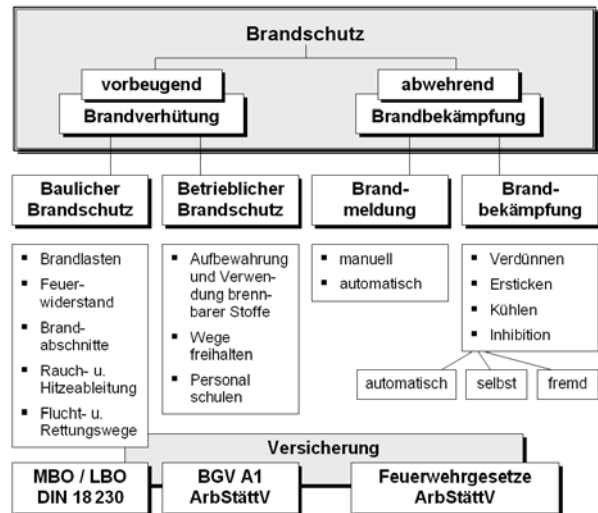 Brandschutz
vorbeugend
Brandverhütung
abwehrend
Brandbekämpfung
Baulicher
Brandschutz
Betrieblicher
Brandschutz
Brand-
meldung
Brand-
bekämpfung
▪ Brandlasten
▪ Feuer-
widerstand
▪ Brand-
abschnitte
▪ Rauch- u.
Hitzeableitung
▪ Flucht- u.
Rettungswege
▪ Aufbewahrung
und Verwen-
dung brenn-
barer Stoffe
▪ Wege
freihalten
▪ Personal
schulen
▪ manuell
▪ automatisch
▪ Verdünnen
▪ Ersticken
▪ Kühlen
▪ Inhibition
automatisch
selbst
fremd
Versicherung
MBO / LBO
DIN 18 230
BGV A1
ArbStättV
Feuerwehrgesetze
ArbStättV